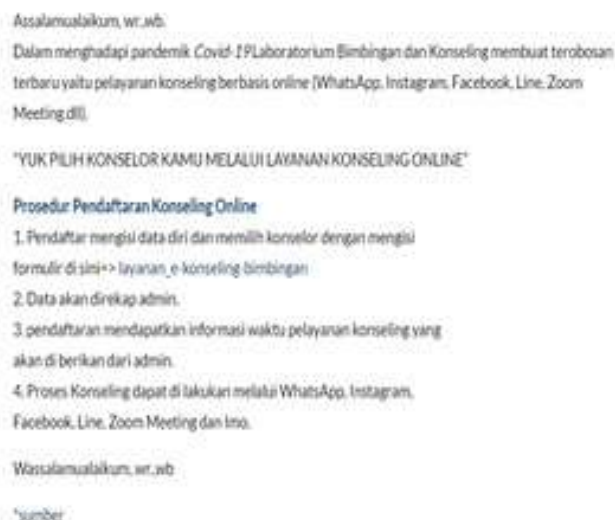 Assalamualaikum, wr.wb.
Dalam menghadapi pandemik Covid-19Laboratorium Bimbingan dan Konseling membuat terobosan
terbaru yaitu pelayanan konseling berbasis online (WhatsApp, Instagram, Facebook, Line, Zoom
Meeting,dll).
"YUK PILIH KONSELOR KAMU MELALUI LAYANAN KONSELING ONLINE"
Prosedur Pendaftaran Konseling Online
1. Pendaftar mengisi data diri dan memilih konselor dengan mengisi
formulir di sini=> layanan_e-konseling-bimbingan
2. Data akan direkap admin.
3. pendaftaran mendapatkan informasi waktu pelayanan konseling yang
akan di berikan dari admin.
4. Proses Konseling dapat di lakukan melalui WhatsApp, Instagram,
Facebook, Line, Zoom Meeting dan Imo.
Wassalamualaikum, wr.wb
*sumber